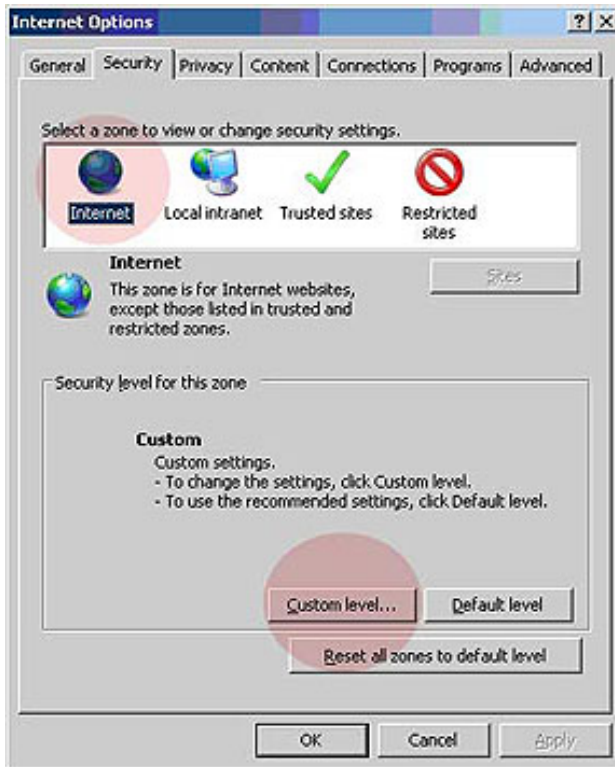 Internet Options
General Security Privacy Content Connections Programs Advanced
Select a zone to view or change security settings.
Internet Local intranet Trusted sites Restricted
sites
Internet
Sites
This zone is for Internet websites,
except those listed in trusted and
restricted zones.
Security level for this zone
Custom
Custom settings.
- To change the settings, click Custom level.
- To use the recommended settings, click Default level.
Custom level... Default level
Reset all zones to default level
OK Cancel Apply